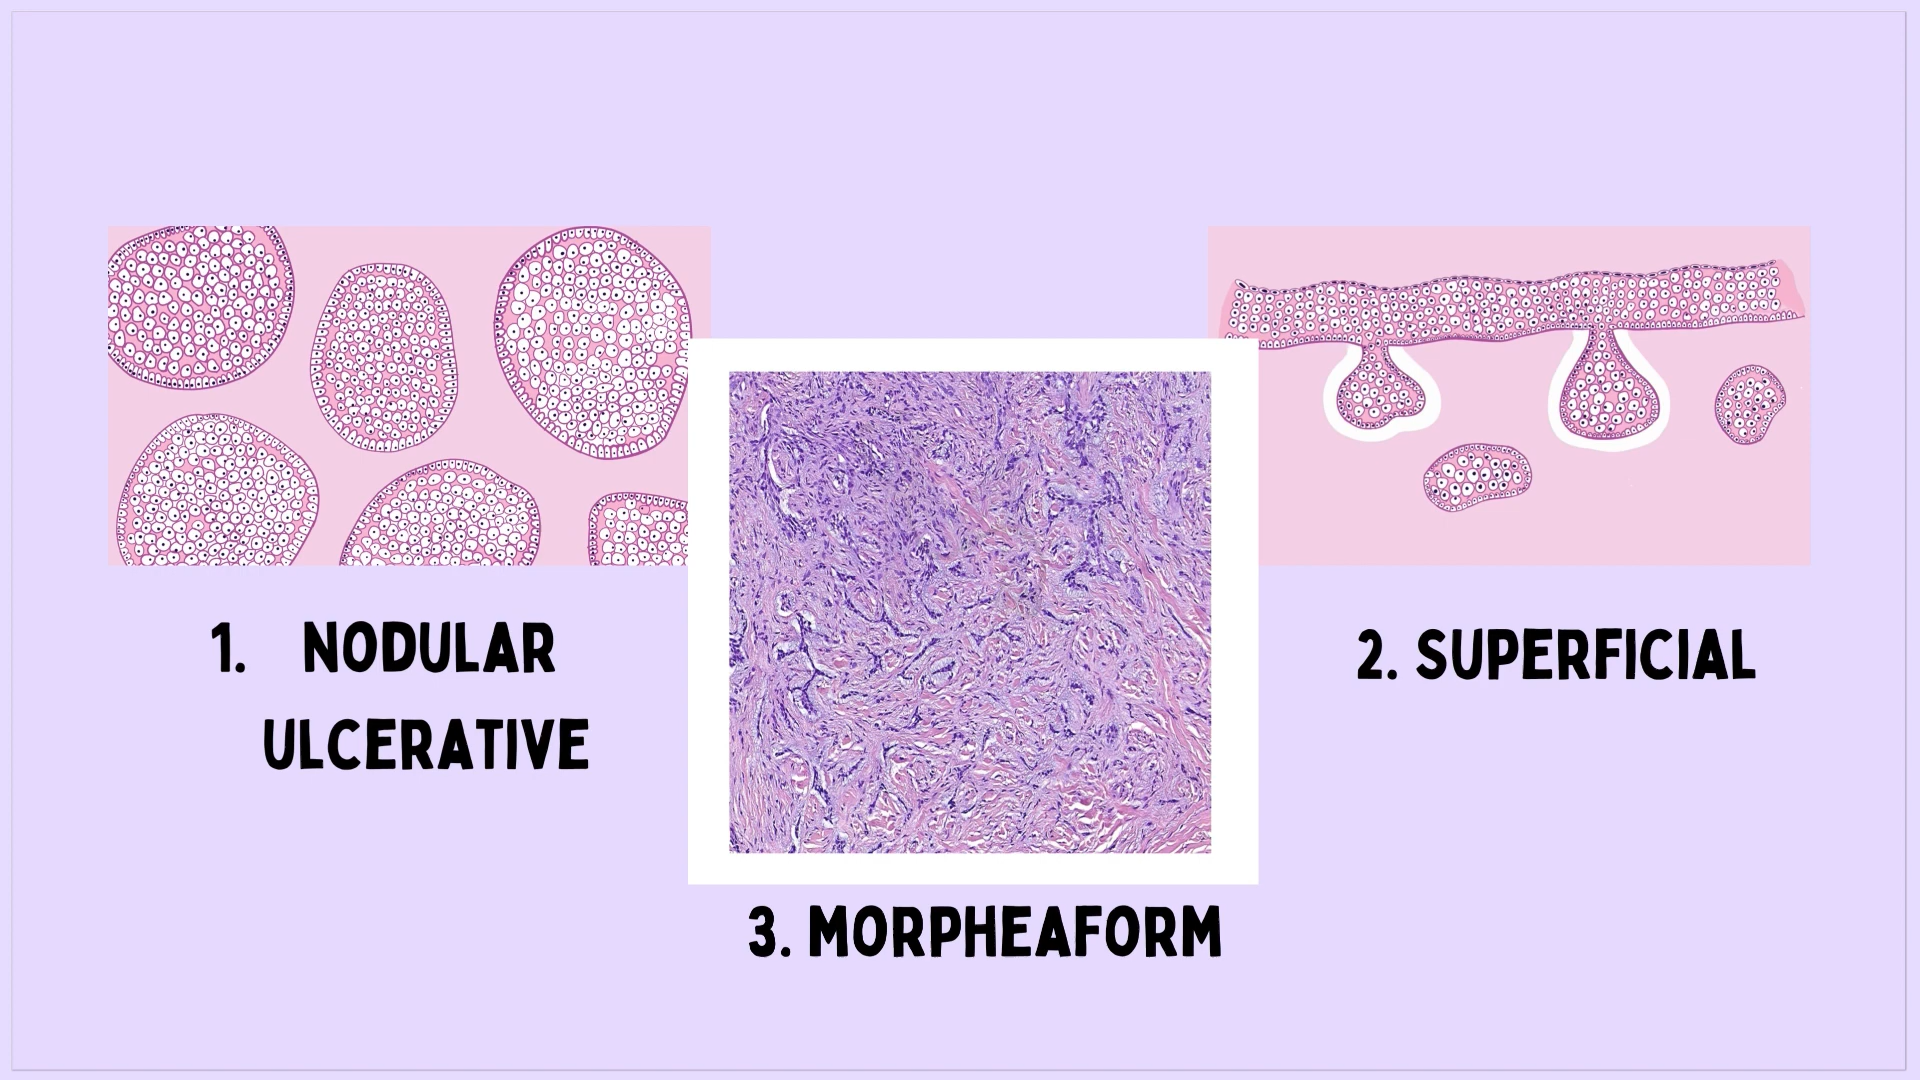 1. NODULAR
ULCERATIVE
2. SUPERFICIAL
3. MORPHEAFORM